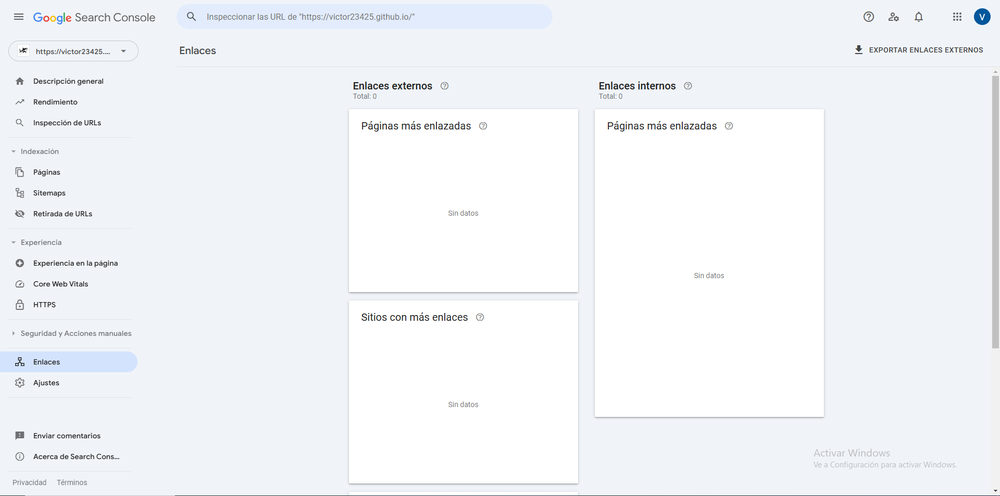 Google Search Console
Inspeccionar las URL de "https://victor23425.github.io/"
V
https://victor23425....
Enlaces
EXPORTAR ENLACES EXTERNOS
Descripción general
Rendimiento
Inspección de URLs
Indexación
Páginas
Sitemaps
Retirada de URLs
Experiencia
Experiencia en la página
Core Web Vitals
HTTPS
Seguridad y Acciones manuales
Enlaces
Ajustes
Enviar comentarios
Acerca de Search Cons...
Privacidad Términos
Enlaces externos
Total: 0
Páginas más enlazadas
Sin datos
Sitios con más enlaces
Sin datos
Enlaces internos
Total: 0
Páginas más enlazadas
Sin datos
Activar Windows
Ve a Configuración para activar Windows.